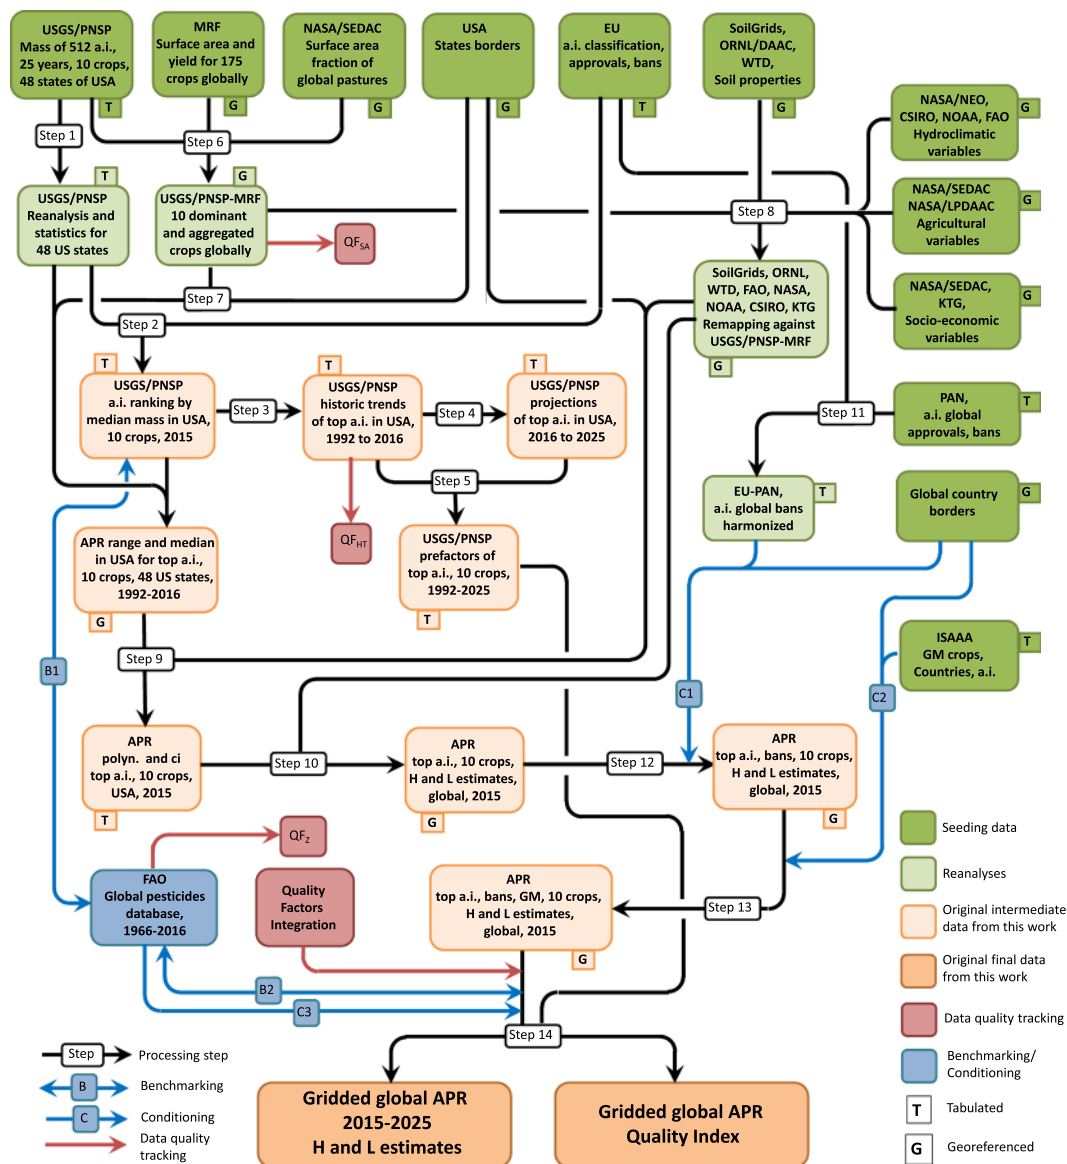 USGS/PNSP
Mass of 512 a.i.,
25 years, 10 crops,
48 states of USA
T
MRF
Surface area and
yield for 175
crops globally
G
NASA/SEDAC
Surface area
fraction of
global pastures
G
USA
States borders
G
EU
a.i. classification,
approvals, bans
T
SoilGrids,
ORNL/DAAC,
WTD,
Soil properties
G
NASA/NEO,
CSIRO, NOAA, FAO
Hydroclimatic
variables
G
Step 1
Step 6
T
USGS/PNSP
Reanalysis and
statistics for
48 US states
G
USGS/PNSP-MRF
10 dominant
and aggregated
crops globally
QFSA
Step 8
NASA/SEDAC
NASA/LPDAAC
Agricultural
variables
G
SoilGrids, ORNL,
WTD, FAO, NASA,
NOAA, CSIRO, KTG
Remapping against
USGS/PNSP-MRF
G
NASA/SEDAC,
KTG,
Socio-economic
variables
G
Step 7
Step 2
T
USGS/PNSP
a.i. ranking by
median mass in USA,
10 crops, 2015
Step 3
T
USGS/PNSP
historic trends
of top a.i. in USA,
1992 to 2016
Step 4
T
USGS/PNSP
projections
of top a.i. in USA,
2016 to 2025
Step 11
PAN,
a.i. global
approvals, bans
T
Step 5
EU-PAN,
a.i. global bans
harmonized
T
Global country
borders
G
APR range and median
in USA for top a.i.,
10 crops, 48 US states,
1992-2016
G
QFHT
USGS/PNSP
prefactors of
top a.i., 10 crops,
1992-2025
T
ISAAA
GM crops,
Countries, a.i.
T
B1
Step 9
C1
C2
APR
polyn. and ci
top a.i., 10 crops,
USA, 2015
T
Step 10
APR
top a.i., 10 crops,
H and L estimates,
global, 2015
G
Step 12
APR
top a.i., bans, 10 crops,
H and L estimates,
global, 2015
G
QFZ
FAO
Global pesticides
database,
1966-2016
Quality
Factors
Integration
APR
top a.i., bans, GM, 10 crops,
H and L estimates,
global, 2015
G
Step 13
B2
C3
Step 14
Gridded global APR
2015-2025
H and L estimates
Gridded global APR
Quality Index
Step
Processing step
B
Benchmarking
C
Conditioning
Data quality
tracking
Seeding data
Reanalyses
Original intermediate
data from this work
Original final data
from this work
Data quality tracking
Benchmarking/
Conditioning
T
Tabulated
G
Georeferenced